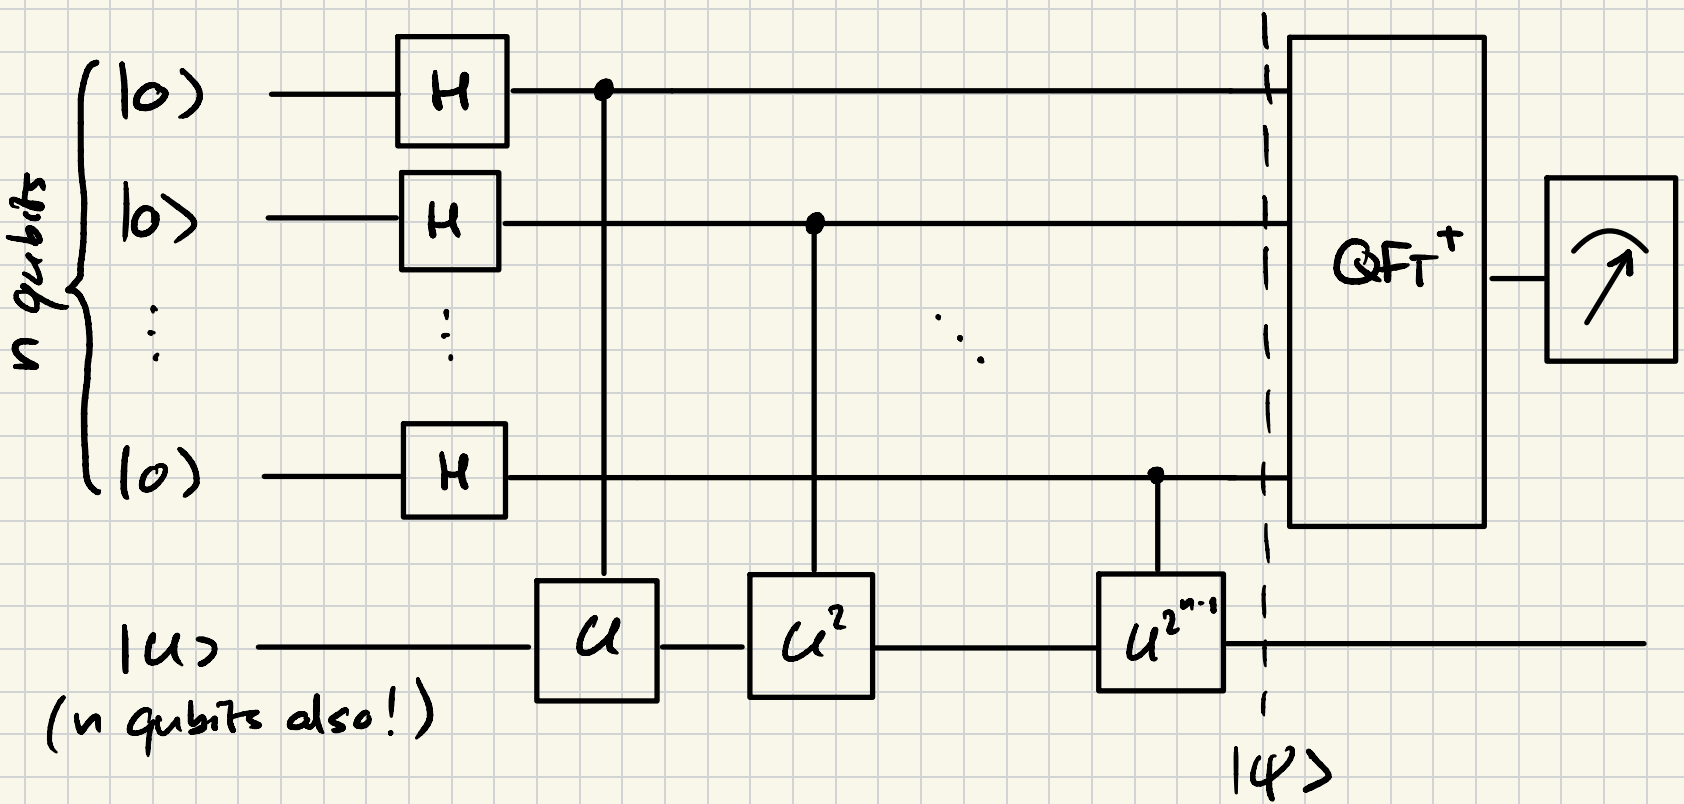 n qubits
|0⟩ H
|0⟩ H
⋮ ⋮ ⋱
|0⟩ H
QFT†
|u⟩ U U² U^{2^{n-1}}
(n qubits also!)
|ψ⟩